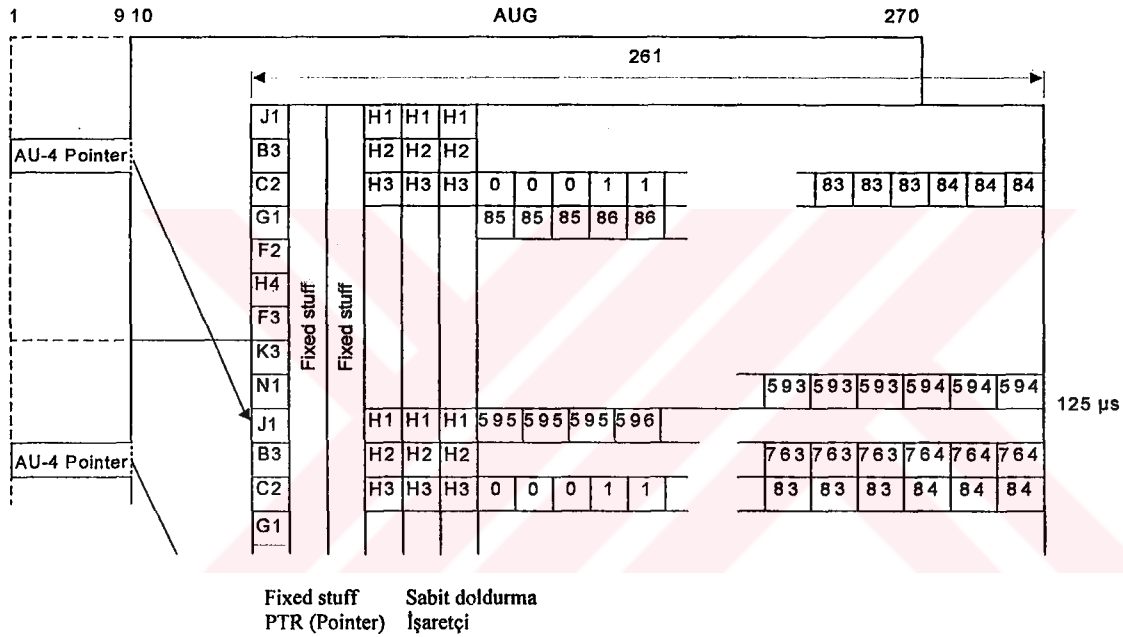 1 9 10 AUG 270
261
J1 H1 H1 H1
AU-4 Pointer B3 H2 H2 H2
C2 H3 H3 H3 0 0 0 1 1 83 83 83 84 84 84
G1 85 85 85 86 86
F2
H4
F3
Fixed stuff Fixed stuff
K3
N1 593 593 593 594 594 594
125 µs
J1 H1 H1 H1 595 595 595 596
AU-4 Pointer B3 H2 H2 H2 763 763 763 764 764 764
C2 H3 H3 H3 0 0 0 1 1 83 83 83 84 84 84
G1
Fixed stuff Sabit doldurma
PTR (Pointer) İşaretçi